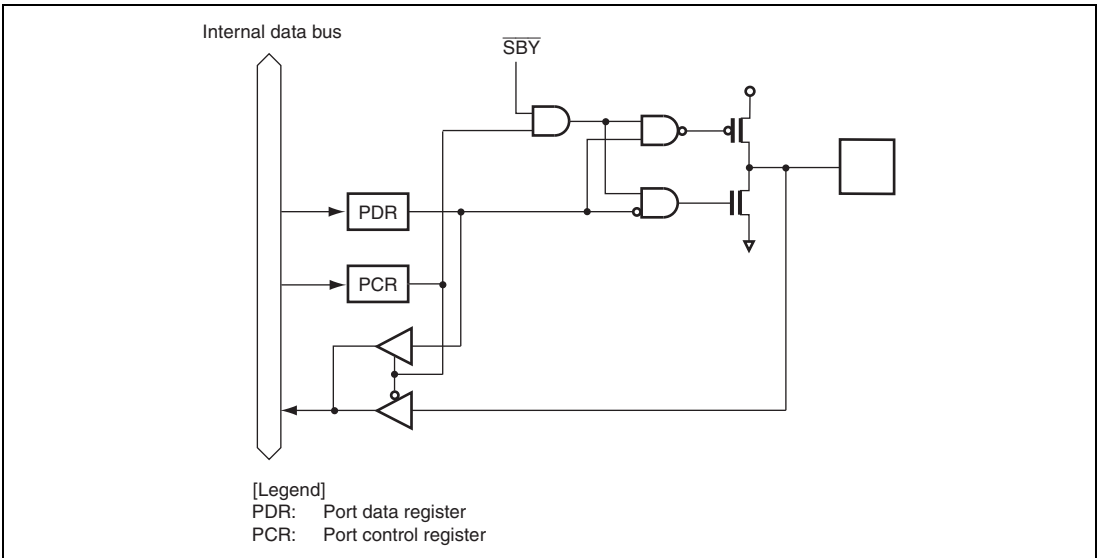 Internal data bus
SBY
PDR
PCR
[Legend]
PDR: Port data register
PCR: Port control register